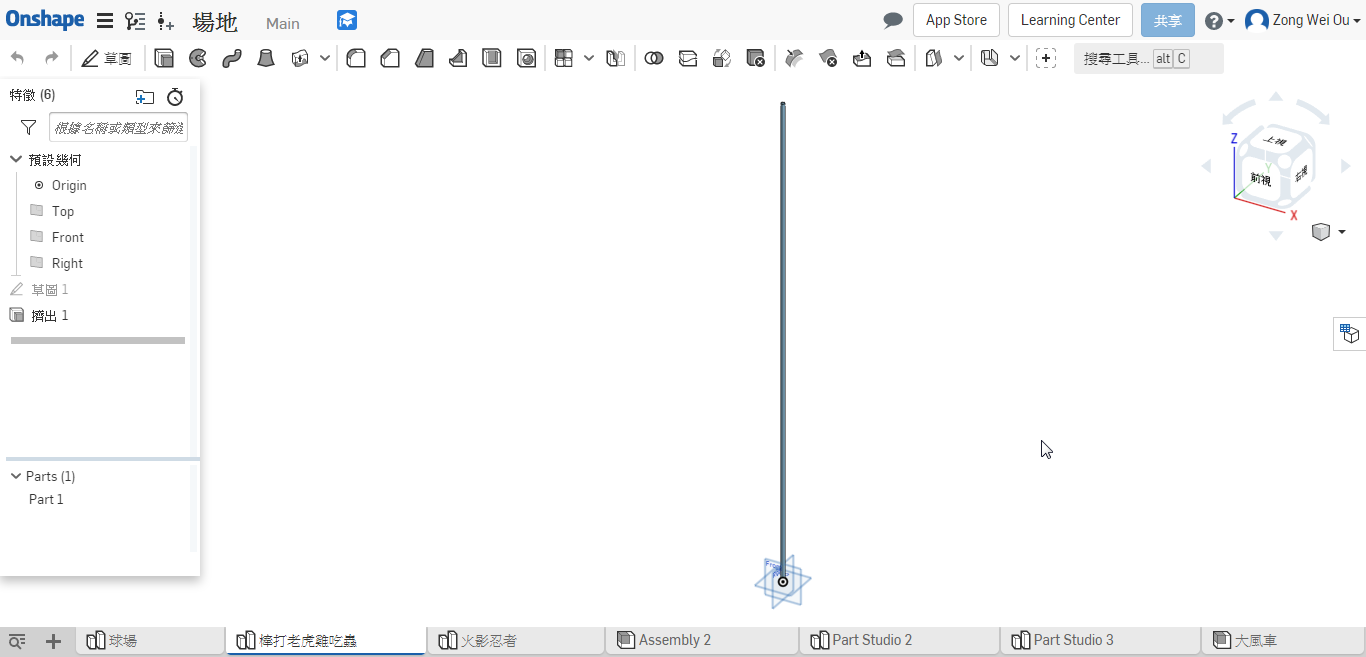 Onshape 場地 Main App Store Learning Center 共享 Zong Wei Ou
草圖 搜尋工具... alt C
特徵 (6)
根據名稱或類型來篩選
預設幾何
Origin
Top
Front
Right
草圖 1
擠出 1
Parts (1)
Part 1
Z
上視
前視
右視
Y
X
球場 棒打老虎雞吃蟲 火影忍者 Assembly 2 Part Studio 2 Part Studio 3 大風車